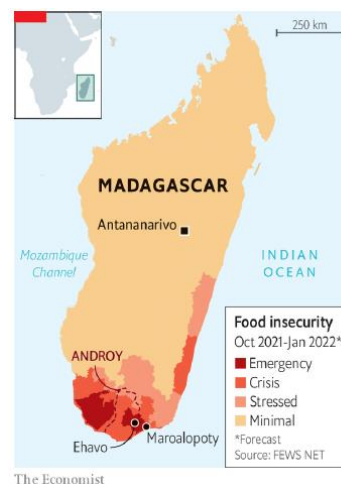 250 km
MADAGASCAR
Antananarivo
Mozambique
Channel
INDIAN
OCEAN
ANDROY
Ehavo
Maroalopoty
Food insecurity
Oct 2021-Jan 2022*
Emergency
Crisis
Stressed
Minimal
*Forecast
Source: FEWS NET
The Economist